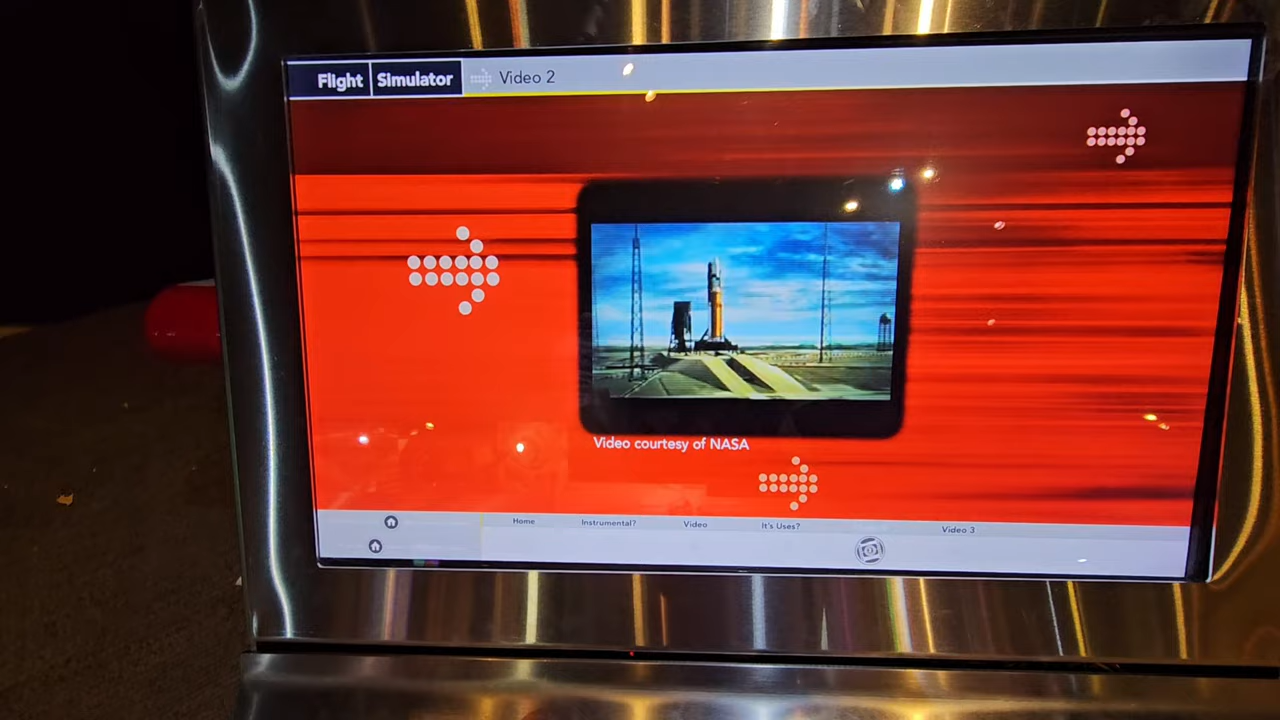 Flight Simulator Video 2
Video courtesy of NASA
Home Instrumental? Video It's Uses? Video 3